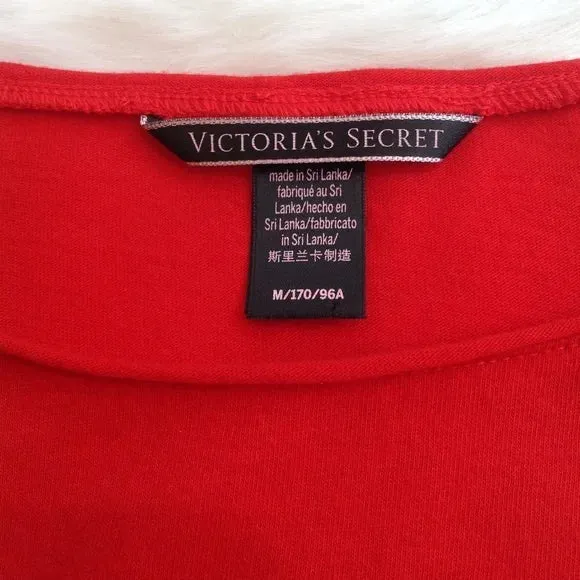 VICTORIA'S SECRET
made in Sri Lanka/
fabriqué au Sri
Lanka/hecho en
Sri Lanka/fabbricato
in Sri Lanka/
斯里兰卡制造
M/170/96A